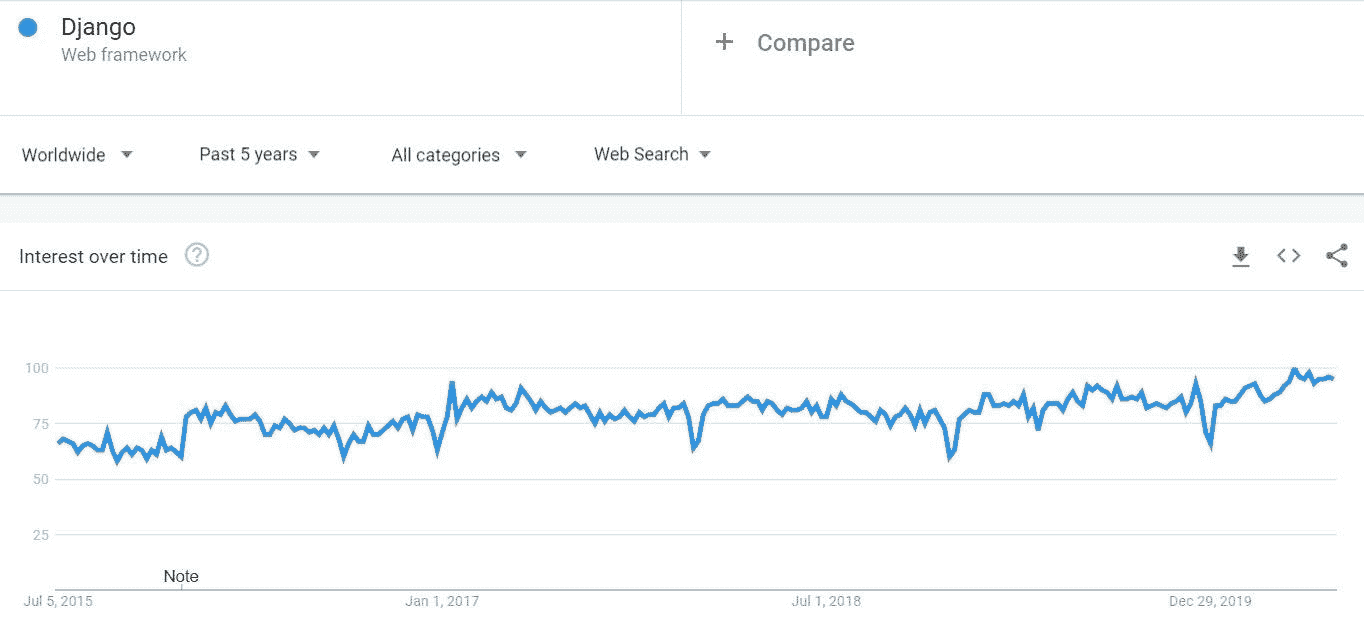 Django
Web framework
+ Compare
Worldwide
Past 5 years
All categories
Web Search
Interest over time
?
100
75
50
25
Note
Jul 5, 2015
Jan 1, 2017
Jul 1, 2018
Dec 29, 2019